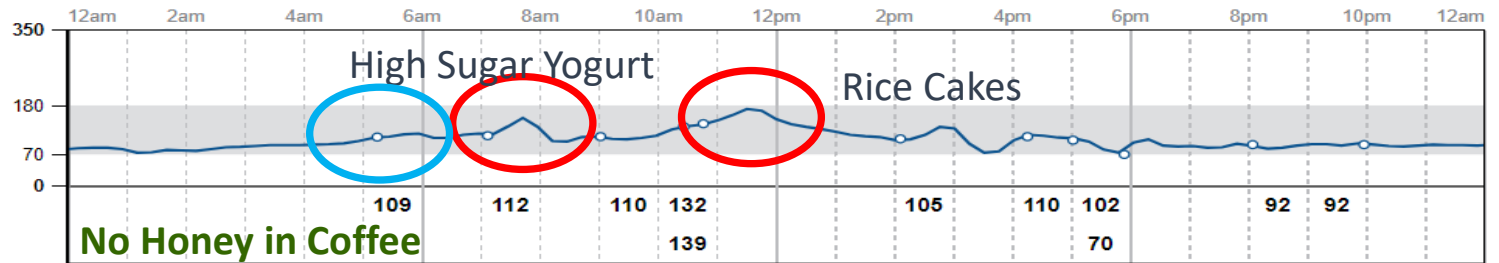 12am 2am 4am 6am 8am 10am 12pm 2pm 4pm 6pm 8pm 10pm 12am
350
High Sugar Yogurt
Rice Cakes
180
70
0
109 112 110 132 105 110 102 92 92
No Honey in Coffee 139 70